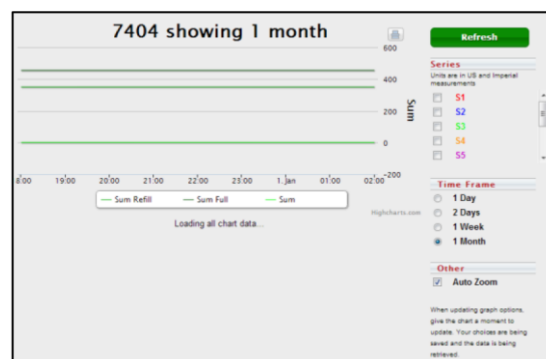 7404 showing 1 month
600
400
200
0
-200
Sum
8:00 19:00 20:00 21:00 22:00 23:00 1. Jan 01:00 02:00
Sum Refill Sum Full Sum
Highcharts.com
Loading all chart data...
Refresh
Series
Units are in US and Imperial
measurements
S1
S2
S3
S4
S5
Time Frame
1 Day
2 Days
1 Week
1 Month
Other
Auto Zoom
When updating graph options,
give the chart a moment to
update. Your choices are being
saved and the data is being
retrieved.